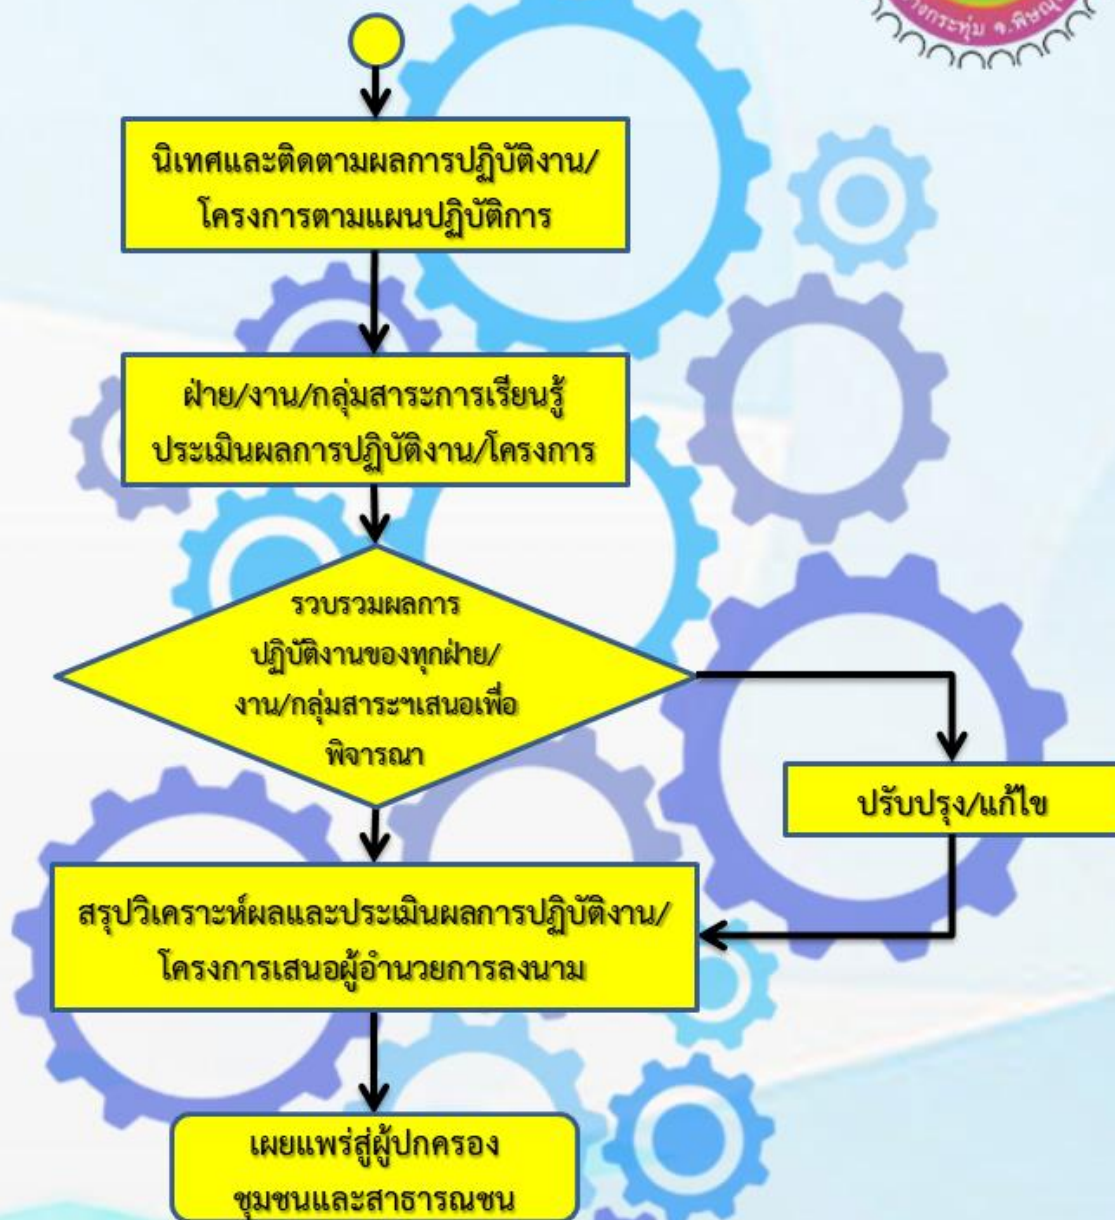 กระทุ่ม จ.พิษณุ
นิเทศและติดตามผลการปฏิบัติงาน/
โครงการตามแผนปฏิบัติการ
ฝ่าย/งาน/กลุ่มสาระการเรียนรู้
ประเมินผลการปฏิบัติงาน/โครงการ
รวบรวมผลการ
ปฏิบัติงานของทุกฝ่าย/
งาน/กลุ่มสาระฯเสนอเพื่อ
พิจารณา
ปรับปรุง/แก้ไข
สรุปวิเคราะห์ผลและประเมินผลการปฏิบัติงาน/
โครงการเสนอผู้อำนวยการลงนาม
เผยแพร่สู่ผู้ปกครอง
ชุมชนและสาธารณชน